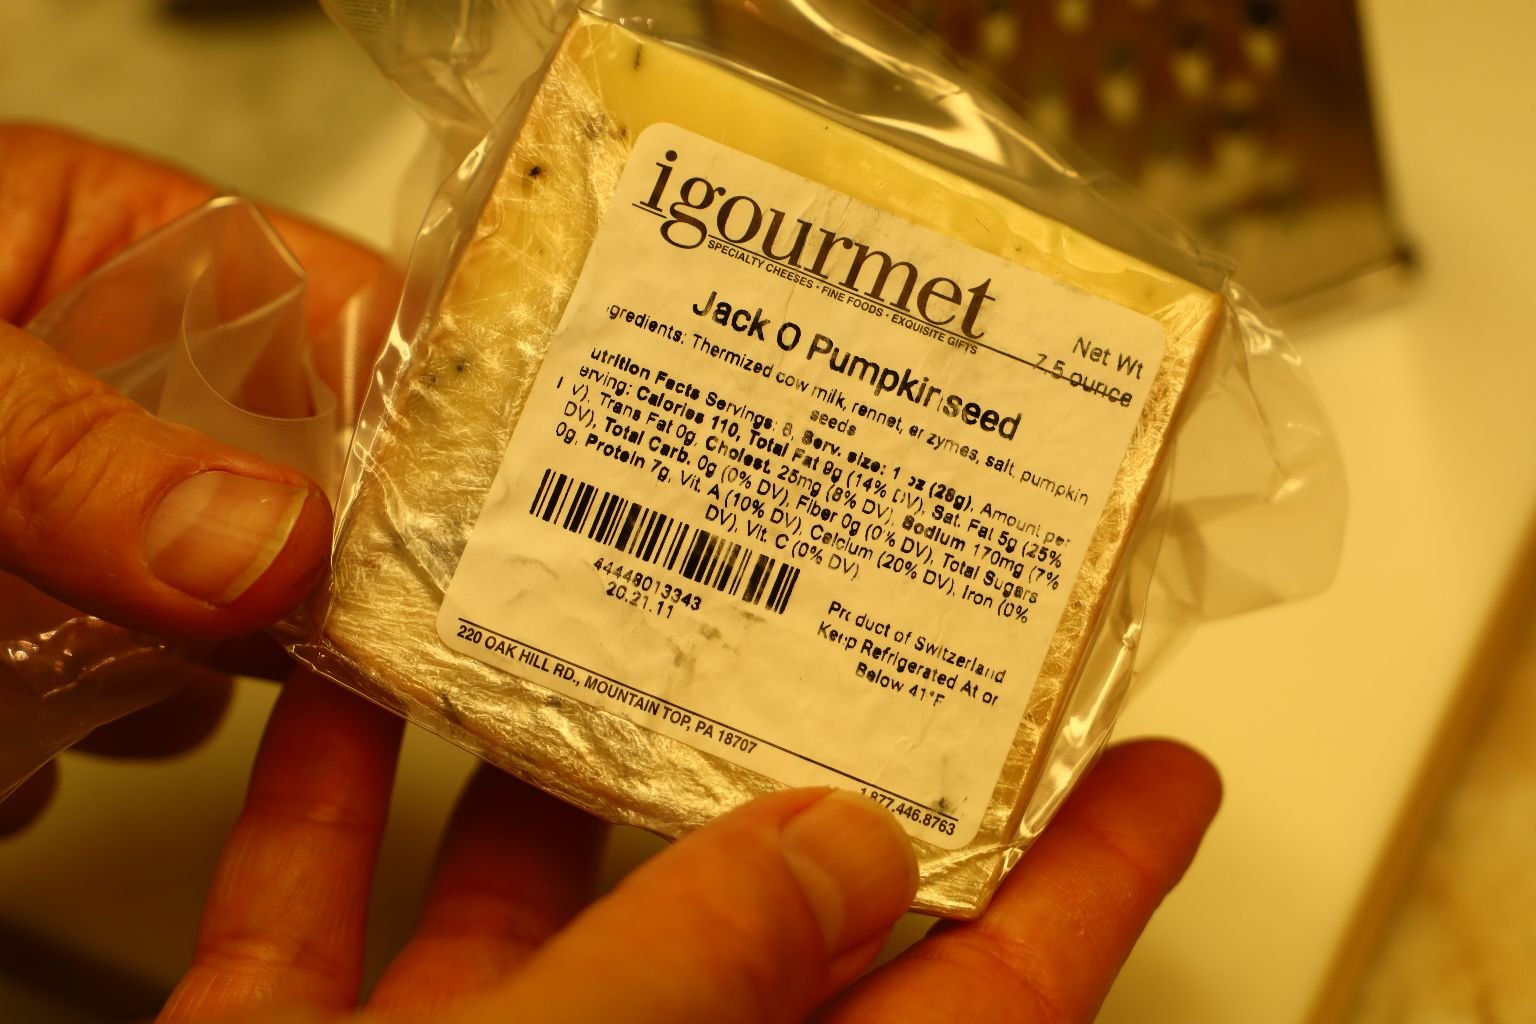 igourmet
SPECIALTY CHEESES · FINE FOODS · EXQUISITE GIFTS
Net Wt
7.5 ounce
Jack O Pumpkinseed
gredients: Thermized cow milk, rennet, enzymes, salt, pumpkin
seeds
utrition Facts Servings: 8, Serv. size: 1 oz (28g), Amount per
erving: Calories 110, Total Fat 9g (14% DV), Sat. Fat 5g (25%
DV), Trans Fat 0g, Cholest. 25mg (8% DV), Sodium 170mg (7%
DV), Total Carb. 0g (0% DV), Fiber 0g (0% DV), Total Sugars
0g, Protein 7g, Vit. A (10% DV), Calcium (20% DV), Iron (0%
DV), Vit. C (0% DV)
44448013343
20.21.11
Product of Switzerland
Keep Refrigerated At or
Below 41°F
220 OAK HILL RD., MOUNTAIN TOP, PA 18707
1.877.446.8763